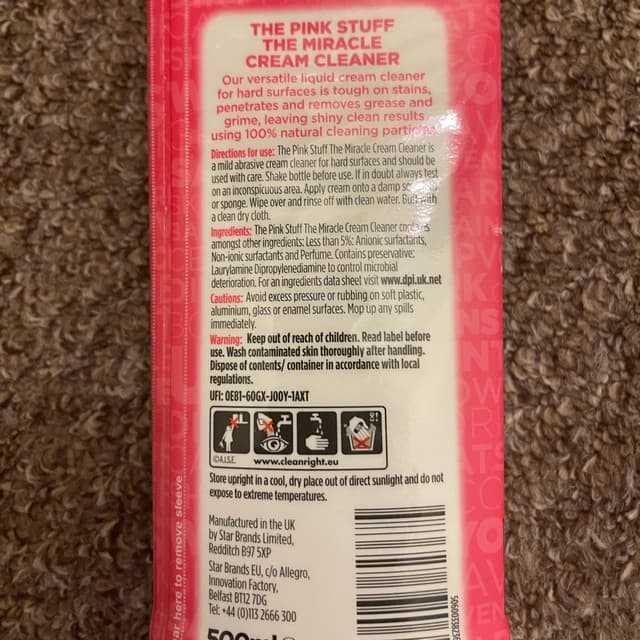 THE PINK STUFF
THE MIRACLE
CREAM CLEANER
Our versatile liquid cream cleaner
for hard surfaces is tough on stains,
penetrates and removes grease and
grime, leaving shiny clean results
using 100% natural cleaning particles.
Directions for use: The Pink Stuff The Miracle Cream Cleaner is
a mild abrasive cream cleaner for hard surfaces and should be
used with care. Shake bottle before use. If in doubt always test
on an inconspicuous area. Apply cream onto a damp
or sponge. Wipe over and rinse off with clean water. Buff with
a clean dry cloth.
Ingredients: The Pink Stuff The Miracle Cream Cleaner contains
amongst other ingredients: Less than 5%: Anionic surfactants,
Non-ionic surfactants and Perfume. Contains preservative:
Laurylamine Dipropylenediamine to control microbial
deterioration. For an ingredients data sheet visit www.dpi.uk.net
Cautions: Avoid excess pressure or rubbing on soft plastic,
aluminium, glass or enamel surfaces. Mop up any spills
immediately.
Warning: Keep out of reach of children. Read label before
use. Wash contaminated skin thoroughly after handling.
Dispose of contents/ container in accordance with local
regulations.
UFI: 0E81-60GX-J00Y-1AXT
©A.I.S.E. www.cleanright.eu
Store upright in a cool, dry place out of direct sunlight and do not
expose to extreme temperatures.
Manufactured in the UK
by Star Brands Limited,
Redditch B97 5XP
Star Brands EU, c/o Allegro,
Innovation Factory,
Belfast BT12 7DG
Tel: +44 (0)113 2666 300
500ml
ar here to remove sleeve